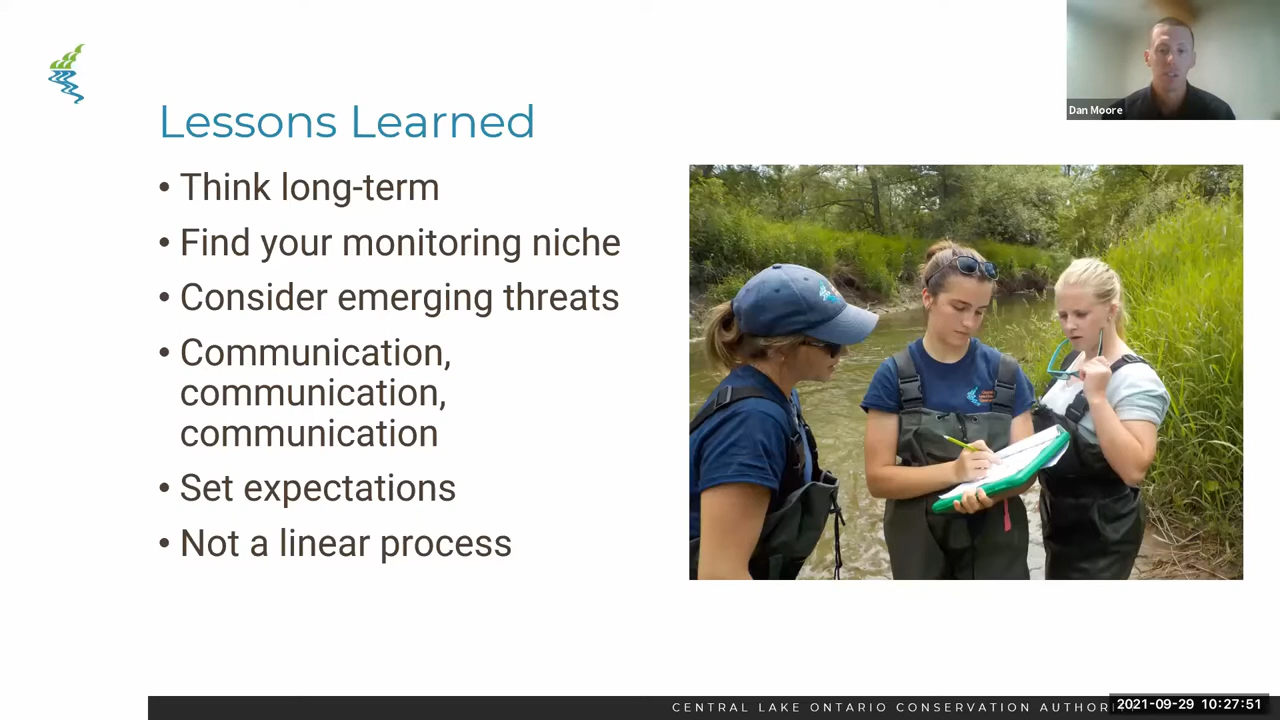 Dan Moore
Lessons Learned
• Think long-term
• Find your monitoring niche
• Consider emerging threats
• Communication,
communication,
communication
• Set expectations
• Not a linear process
CENTRAL LAKE ONTARIO CONSERVATION
2021-09-29 10:27:51